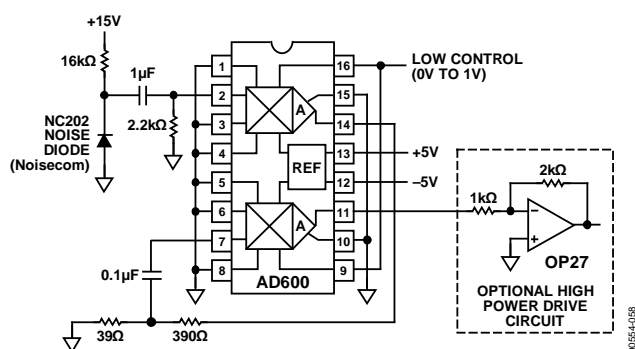 +15V
16kΩ
1µF
NC202
NOISE
DIODE
(Noisecom)
2.2kΩ
1
2
3
4
5
6
7
8
16
15
14
13
12
11
10
9
A
REF
A
AD600
LOW CONTROL
(0V TO 1V)
+5V
–5V
0.1µF
39Ω
390Ω
1kΩ
2kΩ
–
+
OP27
OPTIONAL HIGH
POWER DRIVE
CIRCUIT
00554-058